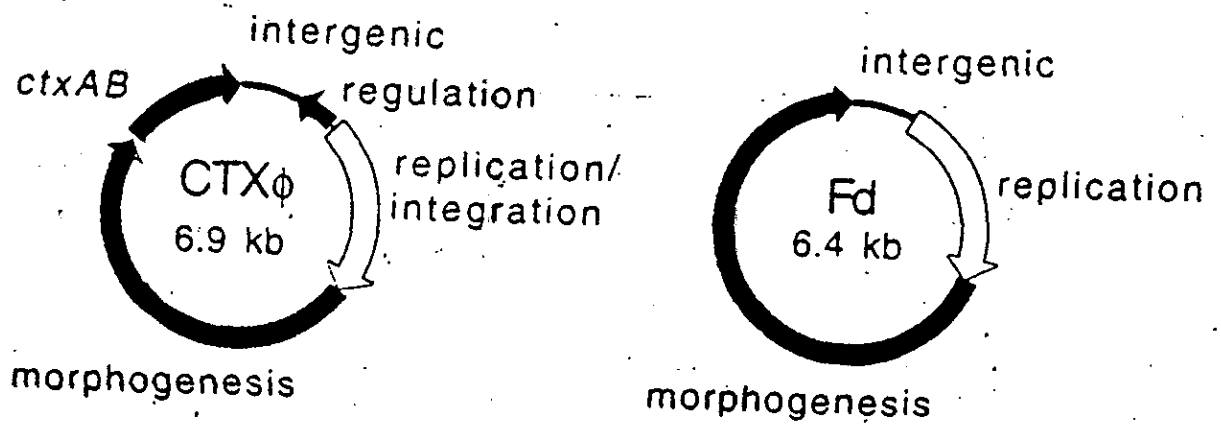 intergenic
ctxAB
regulation
CTXϕ
6.9 kb
replication/
integration
morphogenesis
intergenic
Fd
6.4 kb
replication
morphogenesis